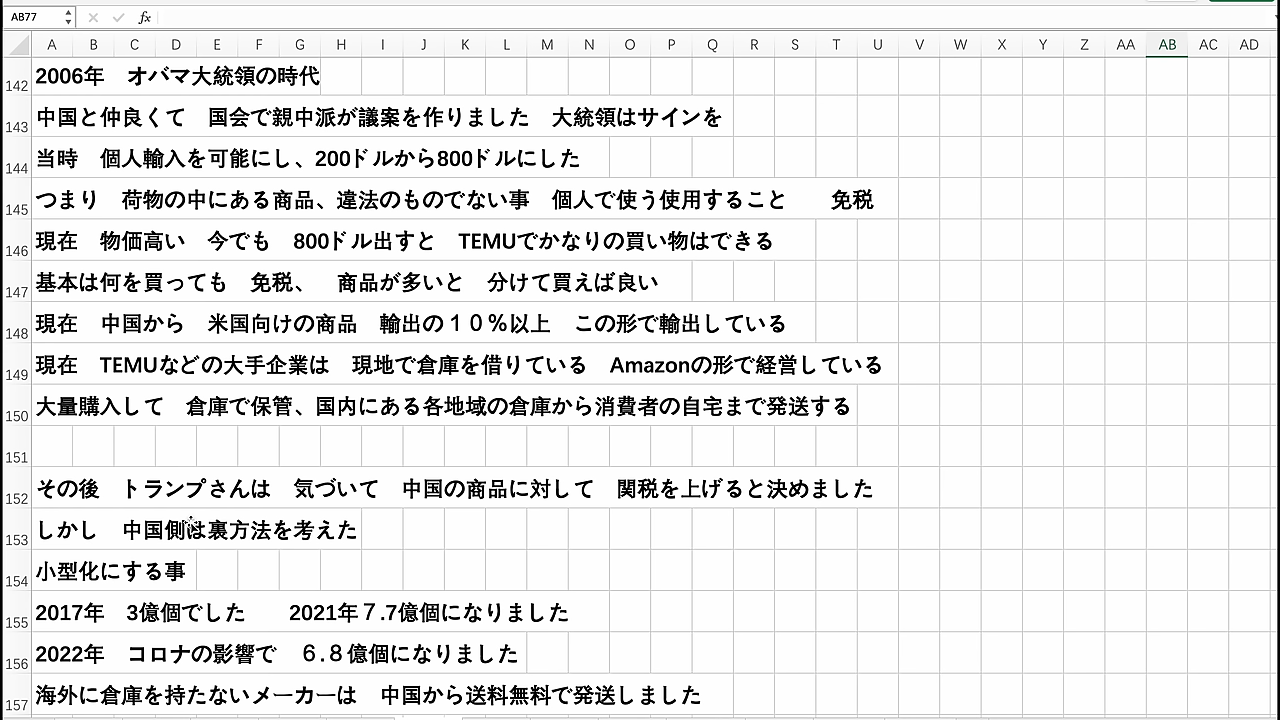 AB77 fx
A B C D E F G H I J K L M N O P Q R S T U V W X Y Z AA AB AC AD
142 2006年　オバマ大統領の時代
143 中国と仲良くて　国会で親中派が議案を作りました　大統領はサインを
144 当時　個人輸入を可能にし、200ドルから800ドルにした
145 つまり　荷物の中にある商品、違法のものでない事　個人で使う使用すること　　免税
146 現在　物価高い　今でも　800ドル出すと　TEMUでかなりの買い物はできる
147 基本は何を買っても　免税、　商品が多いと　分けて買えば良い
148 現在　中国から　米国向けの商品　輸出の１０％以上　この形で輸出している
149 現在　TEMUなどの大手企業は　現地で倉庫を借りている　Amazonの形で経営している
150 大量購入して　倉庫で保管、国内にある各地域の倉庫から消費者の自宅まで発送する
151
152 その後　トランプさんは　気づいて　中国の商品に対して　関税を上げると決めました
153 しかし　中国側は裏方法を考えた
154 小型化にする事
155 2017年　3億個でした　　2021年７.7億個になりました
156 2022年　コロナの影響で　６.８億個になりました
157 海外に倉庫を持たないメーカーは　中国から送料無料で発送しました